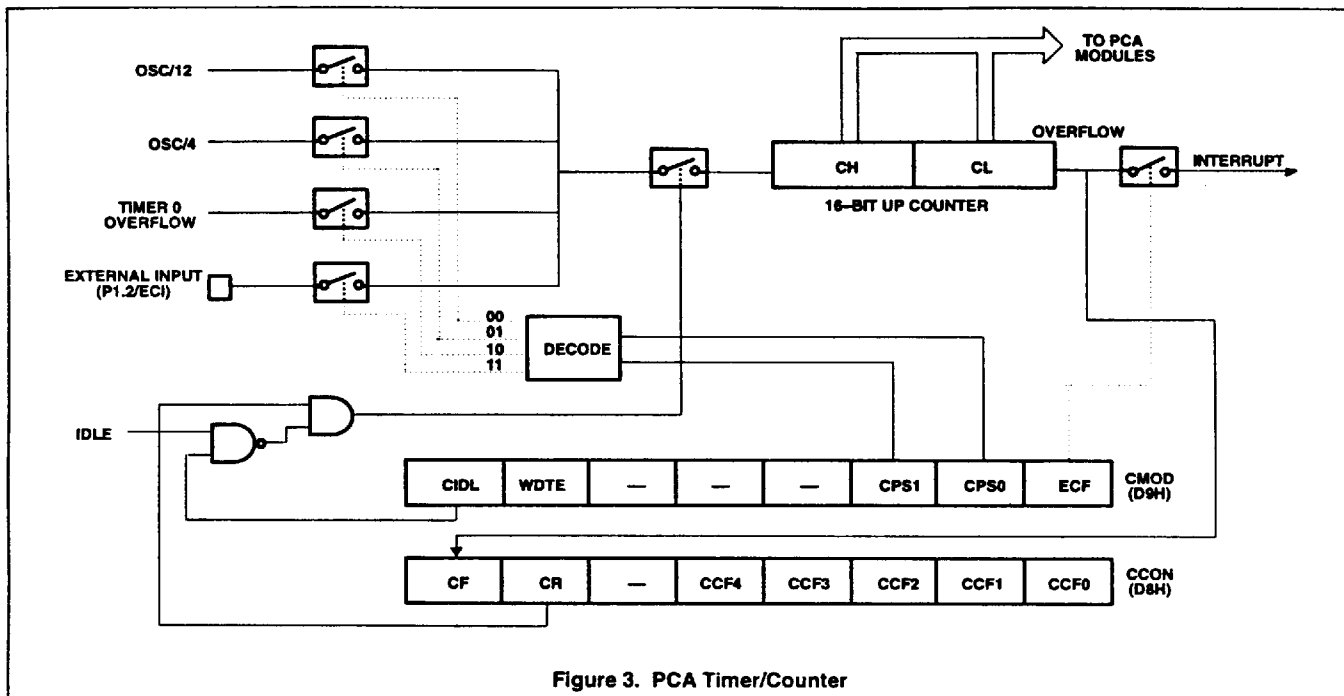 OSC/12
TO PCA
MODULES
OSC/4
OVERFLOW
CH
CL
INTERRUPT
16–BIT UP COUNTER
TIMER 0
OVERFLOW
EXTERNAL INPUT
(P1.2/ECI)
00
01
10
11
DECODE
IDLE
CIDL
WDTE
—
—
—
CPS1
CPS0
ECF
CMOD
(D9H)
CF
CR
—
CCF4
CCF3
CCF2
CCF1
CCF0
CCON
(D8H)
Figure 3. PCA Timer/Counter